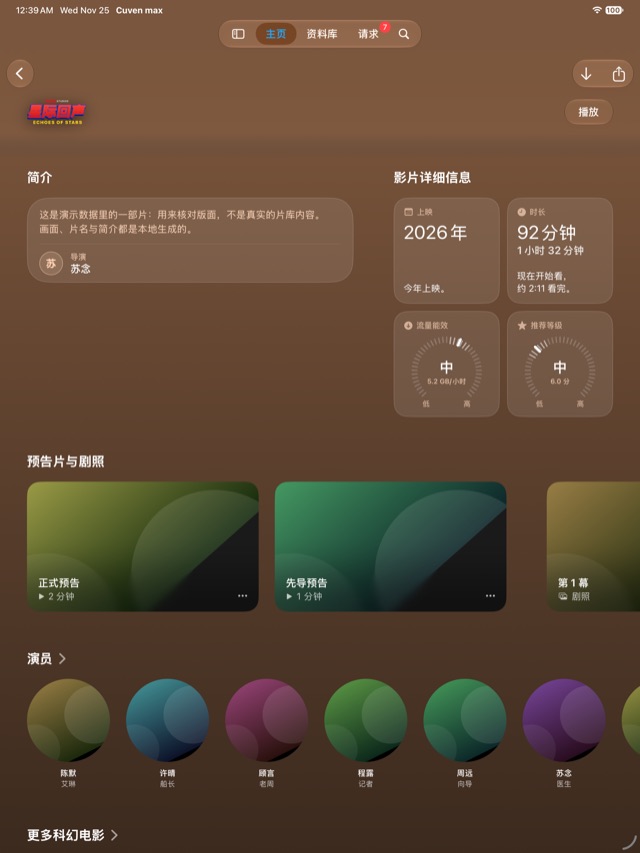 12:39 AM Wed Nov 25 Cuven max
100
主页 资料库 请求 7
星际回声
ECHOES OF STARS
播放
简介
这是演示数据里的一部片：用来核对版面，不是真实的片库内容。
画面、片名与简介都是本地生成的。
苏
导演
苏念
影片详细信息
上映
2026 年
今年上映。
时长
92 分钟
1 小时 32 分钟
现在开始看，
约 2:11 看完。
流量能效
中
5.2 GB/小时
低 高
推荐等级
中
6.0 分
低 高
预告片与剧照
正式预告
2 分钟
先导预告
1 分钟
第 1 幕
剧照
演员
陈默
艾琳
许晴
船长
顾言
老周
程露
记者
周远
向导
苏念
医生
更多科幻电影